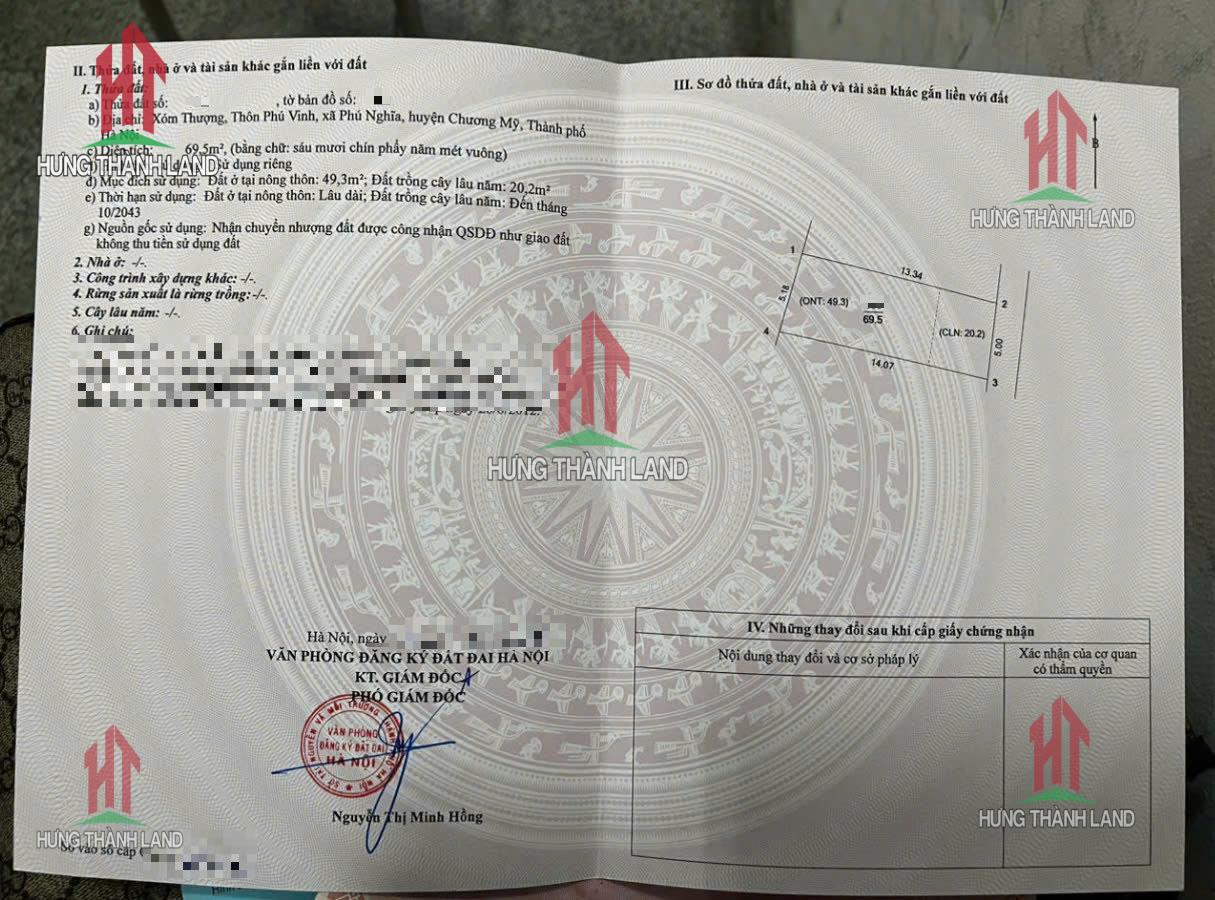 II. Thửa đất, nhà ở và tài sản khác gắn liền với đất
1. Thửa đất:
a) Thửa đất số: , tờ bản đồ số:
b) Địa chỉ: Xóm Thượng, Thôn Phú Vinh, xã Phú Nghĩa, huyện Chương Mỹ, Thành phố
Hà Nội
c) Diện tích: 69,5m², (bằng chữ: sáu mươi chín phẩy năm mét vuông)
Sử dụng riêng
đ) Mục đích sử dụng: Đất ở tại nông thôn: 49,3m²; Đất trồng cây lâu năm: 20,2m²
e) Thời hạn sử dụng: Đất ở tại nông thôn: Lâu dài; Đất trồng cây lâu năm: Đến tháng
10/2043
g) Nguồn gốc sử dụng: Nhận chuyển nhượng đất được công nhận QSDĐ như giao đất
không thu tiền sử dụng đất
2. Nhà ở: -/-.
3. Công trình xây dựng khác: -/-.
4. Rừng sản xuất là rừng trồng: -/-.
5. Cây lâu năm: -/-.
6. Ghi chú:
Hà Nội, ngày
VĂN PHÒNG ĐĂNG KÝ ĐẤT ĐAI HÀ NỘI
KT. GIÁM ĐỐC
PHÓ GIÁM ĐỐC
SỞ TÀI NGUYÊN VÀ MÔI TRƯỜNG THÀNH PHỐ HÀ NỘI
VĂN PHÒNG
ĐĂNG KÝ ĐẤT ĐAI
HÀ NỘI
Nguyễn Thị Minh Hồng
Số vào sổ cấp
III. Sơ đồ thửa đất, nhà ở và tài sản khác gắn liền với đất
B
1
13.34
2
5.18
(ONT: 49.3)
69.5
(CLN: 20.2)
5.00
4
14.07
3
IV. Những thay đổi sau khi cấp giấy chứng nhận
Nội dung thay đổi và cơ sở pháp lý
Xác nhận của cơ quan
có thẩm quyền
HƯNG THÀNH LAND
HƯNG THÀNH LAND
HƯNG THÀNH LAND
HƯNG THÀNH LAND
HƯNG THÀNH LAND